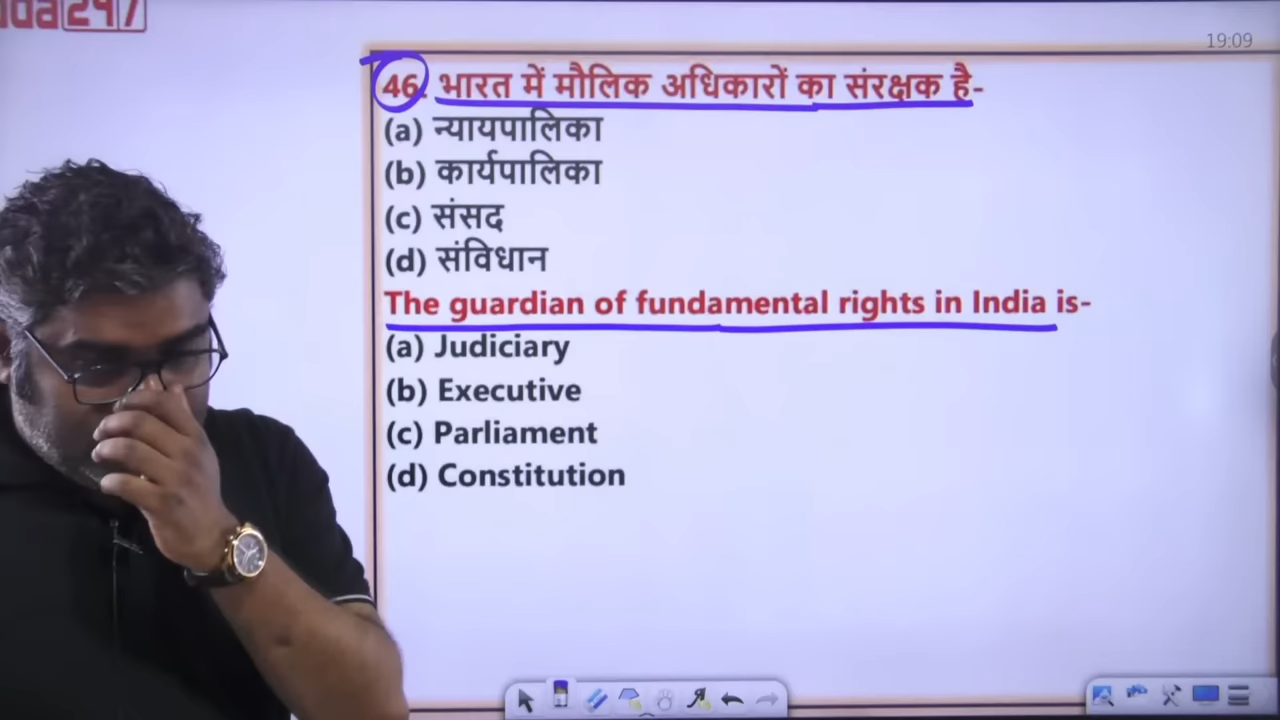 247
19:09
46. भारत में मौलिक अधिकारों का संरक्षक है-
(a) न्यायपालिका
(b) कार्यपालिका
(c) संसद
(d) संविधान
The guardian of fundamental rights in India is-
(a) Judiciary
(b) Executive
(c) Parliament
(d) Constitution